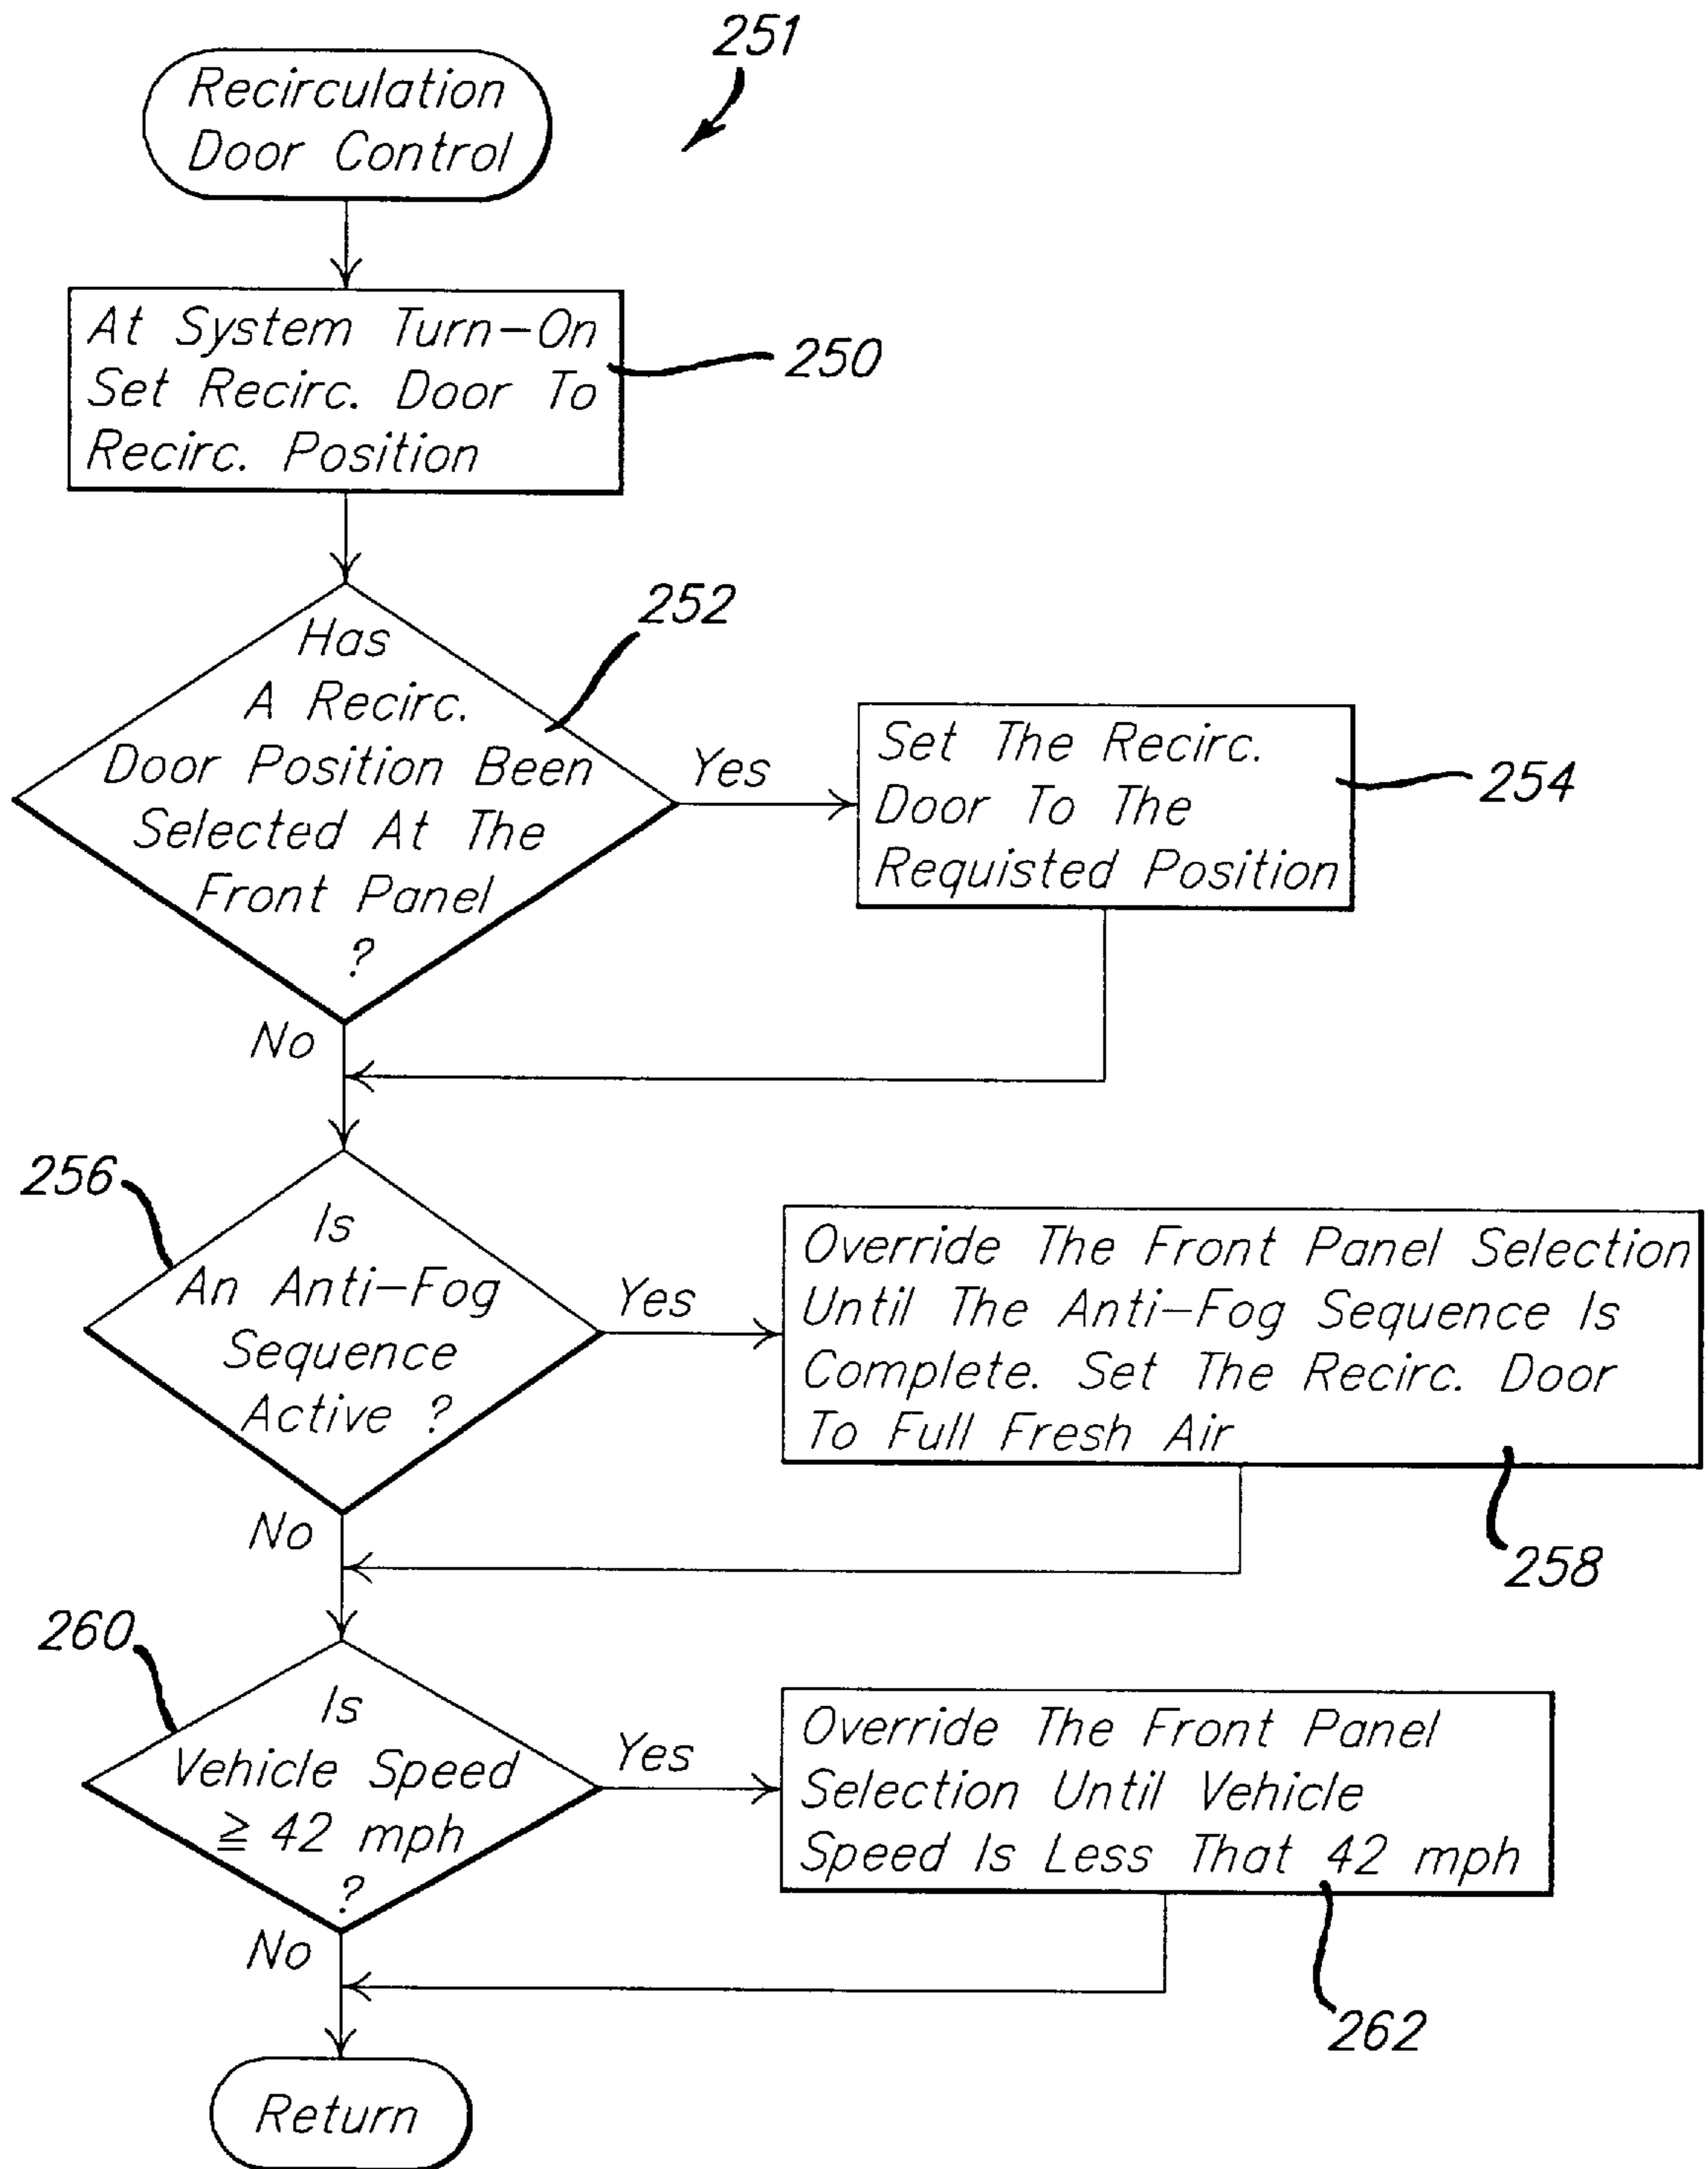 251
Recirculation
Door Control
At System Turn-On
Set Recirc. Door To
Recirc. Position
250
Has
A Recirc.
Door Position Been
Selected At The
Front Panel
?
252
Yes
Set The Recirc.
Door To The
Requisted Position
254
No
256
Is
An Anti-Fog
Sequence
Active ?
Yes
Override The Front Panel Selection
Until The Anti-Fog Sequence Is
Complete. Set The Recirc. Door
To Full Fresh Air
258
No
260
Is
Vehicle Speed
≧ 42 mph
?
Yes
Override The Front Panel
Selection Until Vehicle
Speed Is Less That 42 mph
262
No
Return